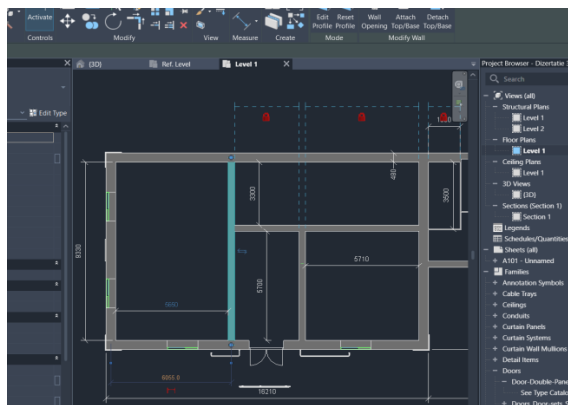 Activate
Edit Profile
Reset Profile
Wall Opening
Attach Top/Base
Detach Top/Base
Controls
Modify
View
Measure
Create
Mode
Modify Wall
{3D}
Ref. Level
Level 1
Project Browser - Dizertatie 3
Search
Edit Type
Views (all)
Structural Plans
Level 1
Level 2
Floor Plans
Level 1
Ceiling Plans
Level 1
3D Views
{3D}
Sections (Section 1)
Section 1
Legends
Schedules/Quantities
Sheets (all)
A101 - Unnamed
Families
Annotation Symbols
Cable Trays
Ceilings
Conduits
Curtain Panels
Curtain Systems
Curtain Wall Mullions
Detail Items
Doors
Door-Double-Pane
See Type Catalo
3300
480
3500
8330
5700
5710
16210